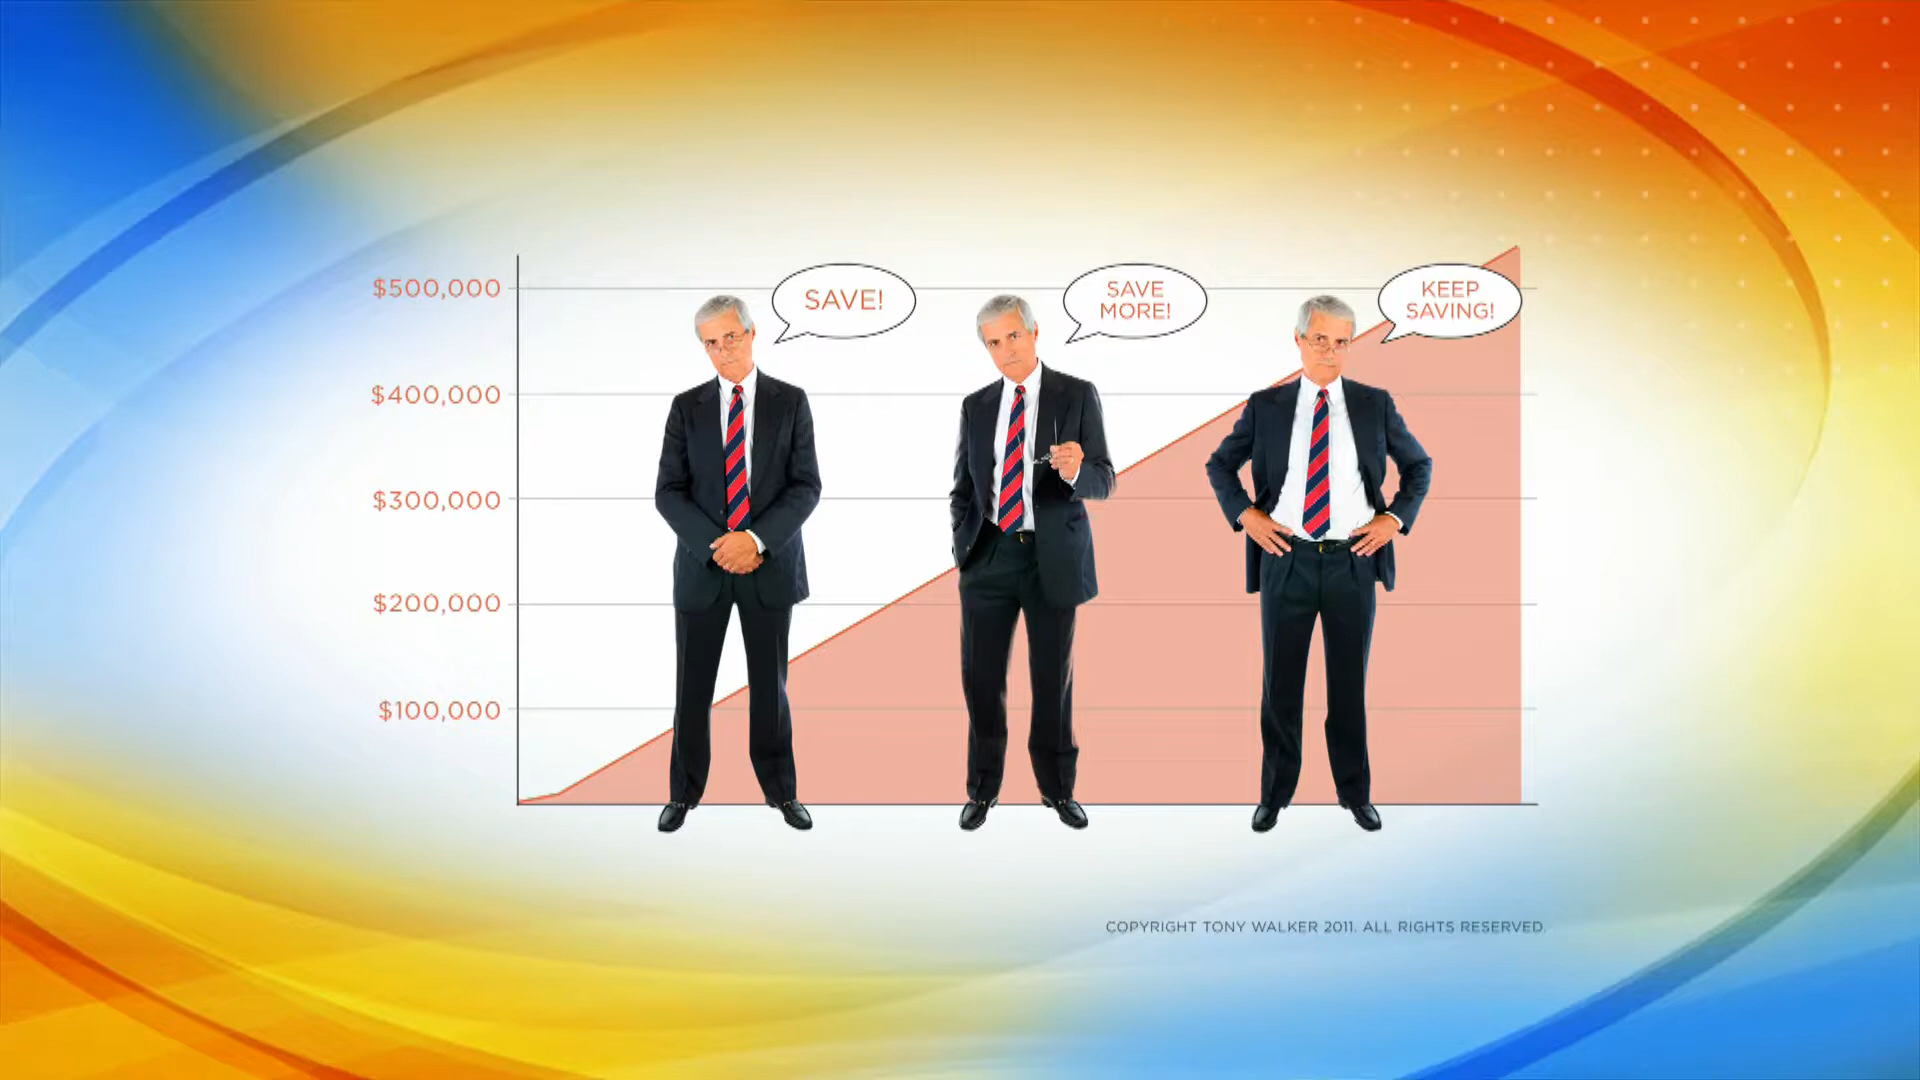 $500,000
$400,000
$300,000
$200,000
$100,000
SAVE!
SAVE
MORE!
KEEP
SAVING!
COPYRIGHT TONY WALKER 2011. ALL RIGHTS RESERVED.